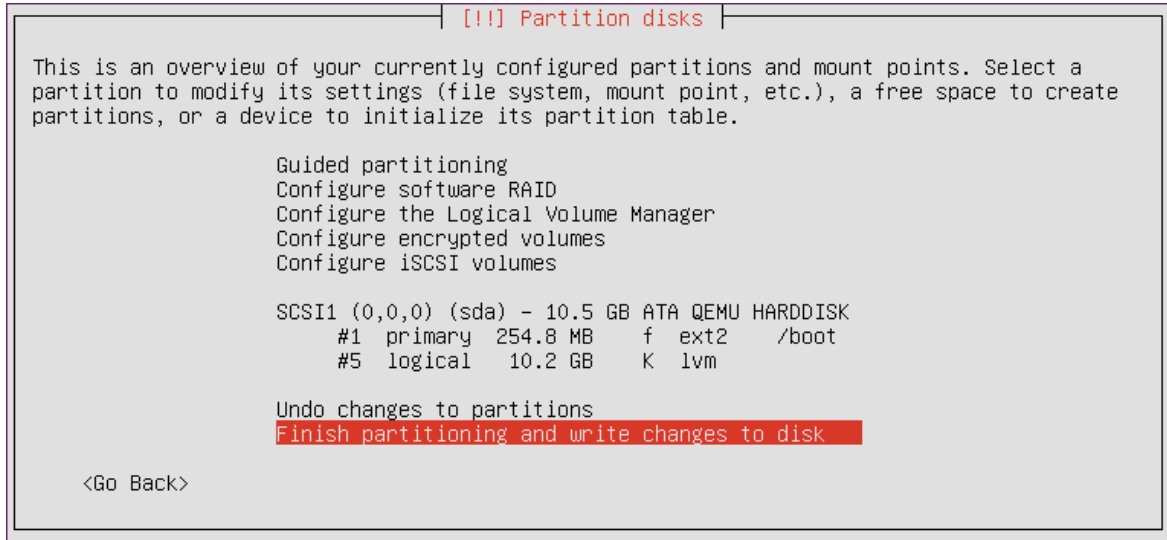 [!!] Partition disks
This is an overview of your currently configured partitions and mount points. Select a
partition to modify its settings (file system, mount point, etc.), a free space to create
partitions, or a device to initialize its partition table.
Guided partitioning
Configure software RAID
Configure the Logical Volume Manager
Configure encrypted volumes
Configure iSCSI volumes
SCSI1 (0,0,0) (sda) - 10.5 GB ATA QEMU HARDDISK
#1 primary 254.8 MB f ext2 /boot
#5 logical 10.2 GB K lvm
Undo changes to partitions
Finish partitioning and write changes to disk
<Go Back>